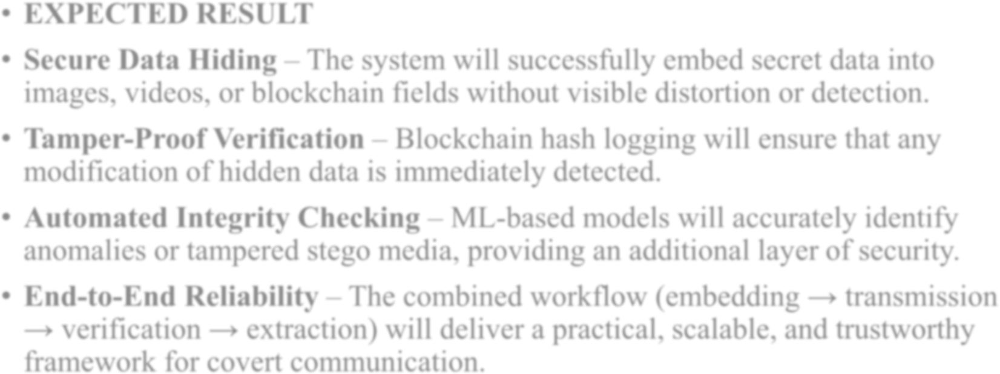 • EXPECTED RESULT
• Secure Data Hiding – The system will successfully embed secret data into
images, videos, or blockchain fields without visible distortion or detection.
• Tamper-Proof Verification – Blockchain hash logging will ensure that any
modification of hidden data is immediately detected.
• Automated Integrity Checking – ML-based models will accurately identify
anomalies or tampered stego media, providing an additional layer of security.
• End-to-End Reliability – The combined workflow (embedding → transmission
→ verification → extraction) will deliver a practical, scalable, and trustworthy
framework for covert communication.